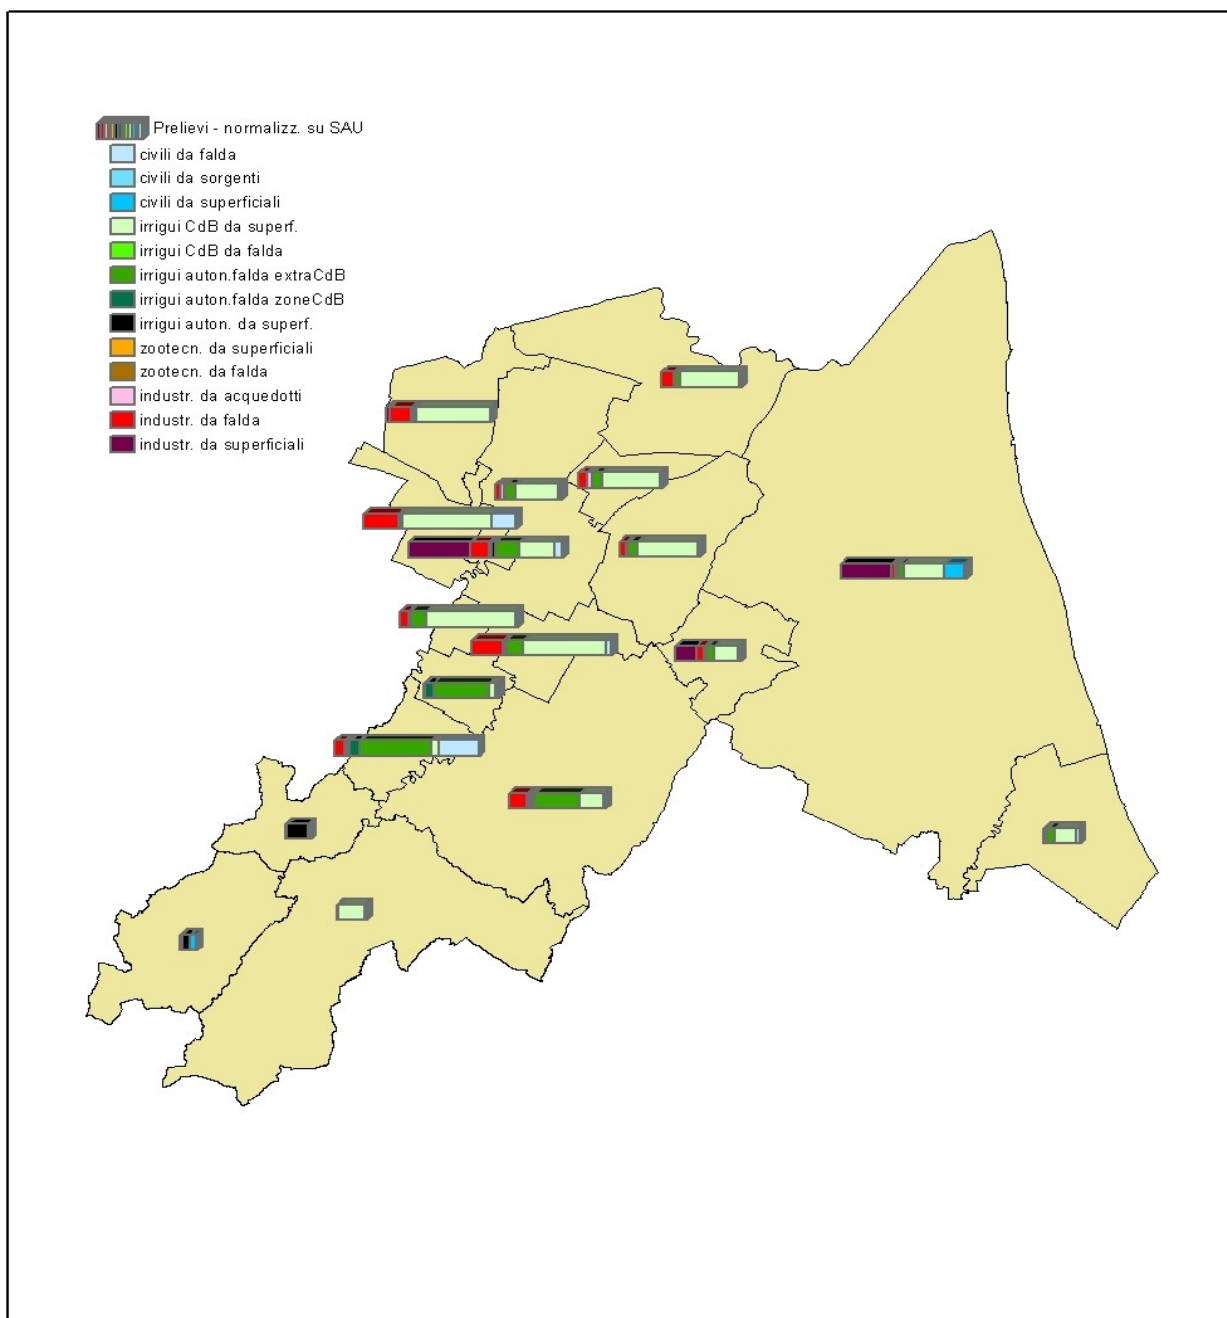 Prelievi - normalizz. su SAU
civili da falda
civili da sorgenti
civili da superficiali
irrigui CdB da superf.
irrigui CdB da falda
irrigui auton.falda extraCdB
irrigui auton.falda zoneCdB
irrigui auton. da superf.
zootecn. da superficiali
zootecn. da falda
industr. da acquedotti
industr. da falda
industr. da superficiali